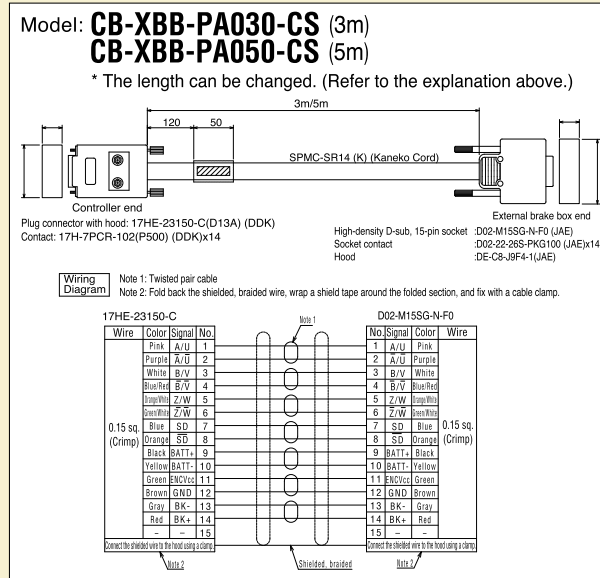 Model: CB-XBB-PA030-CS (3m)
CB-XBB-PA050-CS (5m)
* The length can be changed. (Refer to the explanation above.)
3m/5m
120 50
SPMC-SR14 (K) (Kaneko Cord)
Controller end
Plug connector with hood: 17HE-23150-C(D13A) (DDK)
Contact: 17H-7PCR-102(P500) (DDK)x14
External brake box end
High-density D-sub, 15-pin socket :D02-M15SG-N-F0 (JAE)
Socket contact :D02-22-26S-PKG100 (JAE)x14
Hood :DE-C8-J9F4-1(JAE)
Wiring Diagram
Note 1: Twisted pair cable
Note 2: Fold back the shielded, braided wire, wrap a shield tape around the folded section, and fix with a cable clamp.
17HE-23150-C Note 1 D02-M15SG-N-F0
Wire Color Signal No. No. Signal Color Wire
Pink A/U 1 1 A/U Pink
Purple A̅/U̅ 2 2 A̅/U̅ Purple
White B/V 3 3 B/V White
Blue/Red B̅/V̅ 4 4 B̅/V̅ Blue/Red
Orange/White Z/W 5 5 Z/W Orange/White
Green/White Z̅/W̅ 6 6 Z̅/W̅ Green/White
0.15 sq. Blue SD 7 7 SD Blue 0.15 sq.
(Crimp) Orange S̅D̅ 8 8 S̅D̅ Orange (Crimp)
Black BATT+ 9 9 BATT+ Black
Yellow BATT- 10 10 BATT- Yellow
Green ENCVcc 11 11 ENCVcc Green
Brown GND 12 12 GND Brown
Gray BK- 13 13 BK- Gray
Red BK+ 14 14 BK+ Red
– – 15 15 – –
Connect the shielded wire to the hood using a clamp. Connect the shielded wire to the hood using a clamp.
Note 2 Shielded, braided Note 2